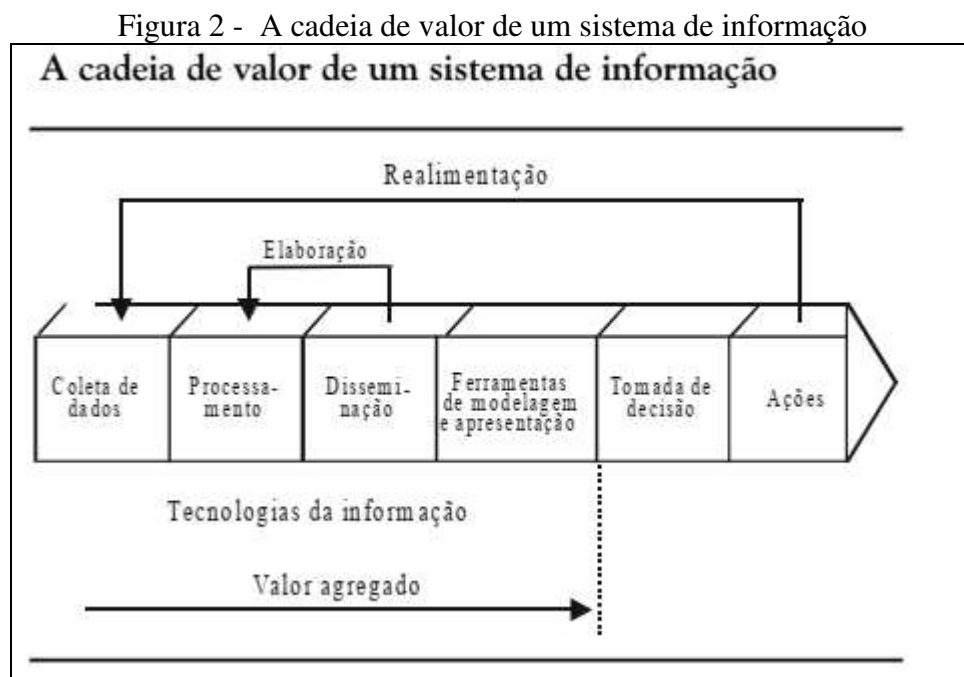 Figura 2 - A cadeia de valor de um sistema de informação
A cadeia de valor de um sistema de informação
Realimentação
Elaboração
Coleta de
dados
Processa-
mento
Dissemi-
nação
Ferramentas
de modelagem
e apresentação
Tomada de
decisão
Ações
Tecnologias da informação
Valor agregado